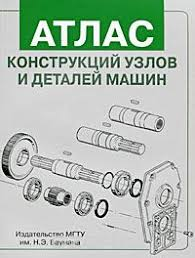 АТЛАС
КОНСТРУКЦИЙ УЗЛОВ
И ДЕТАЛЕЙ МАШИН
Издательство МГТУ
им. Н.Э. Баумана